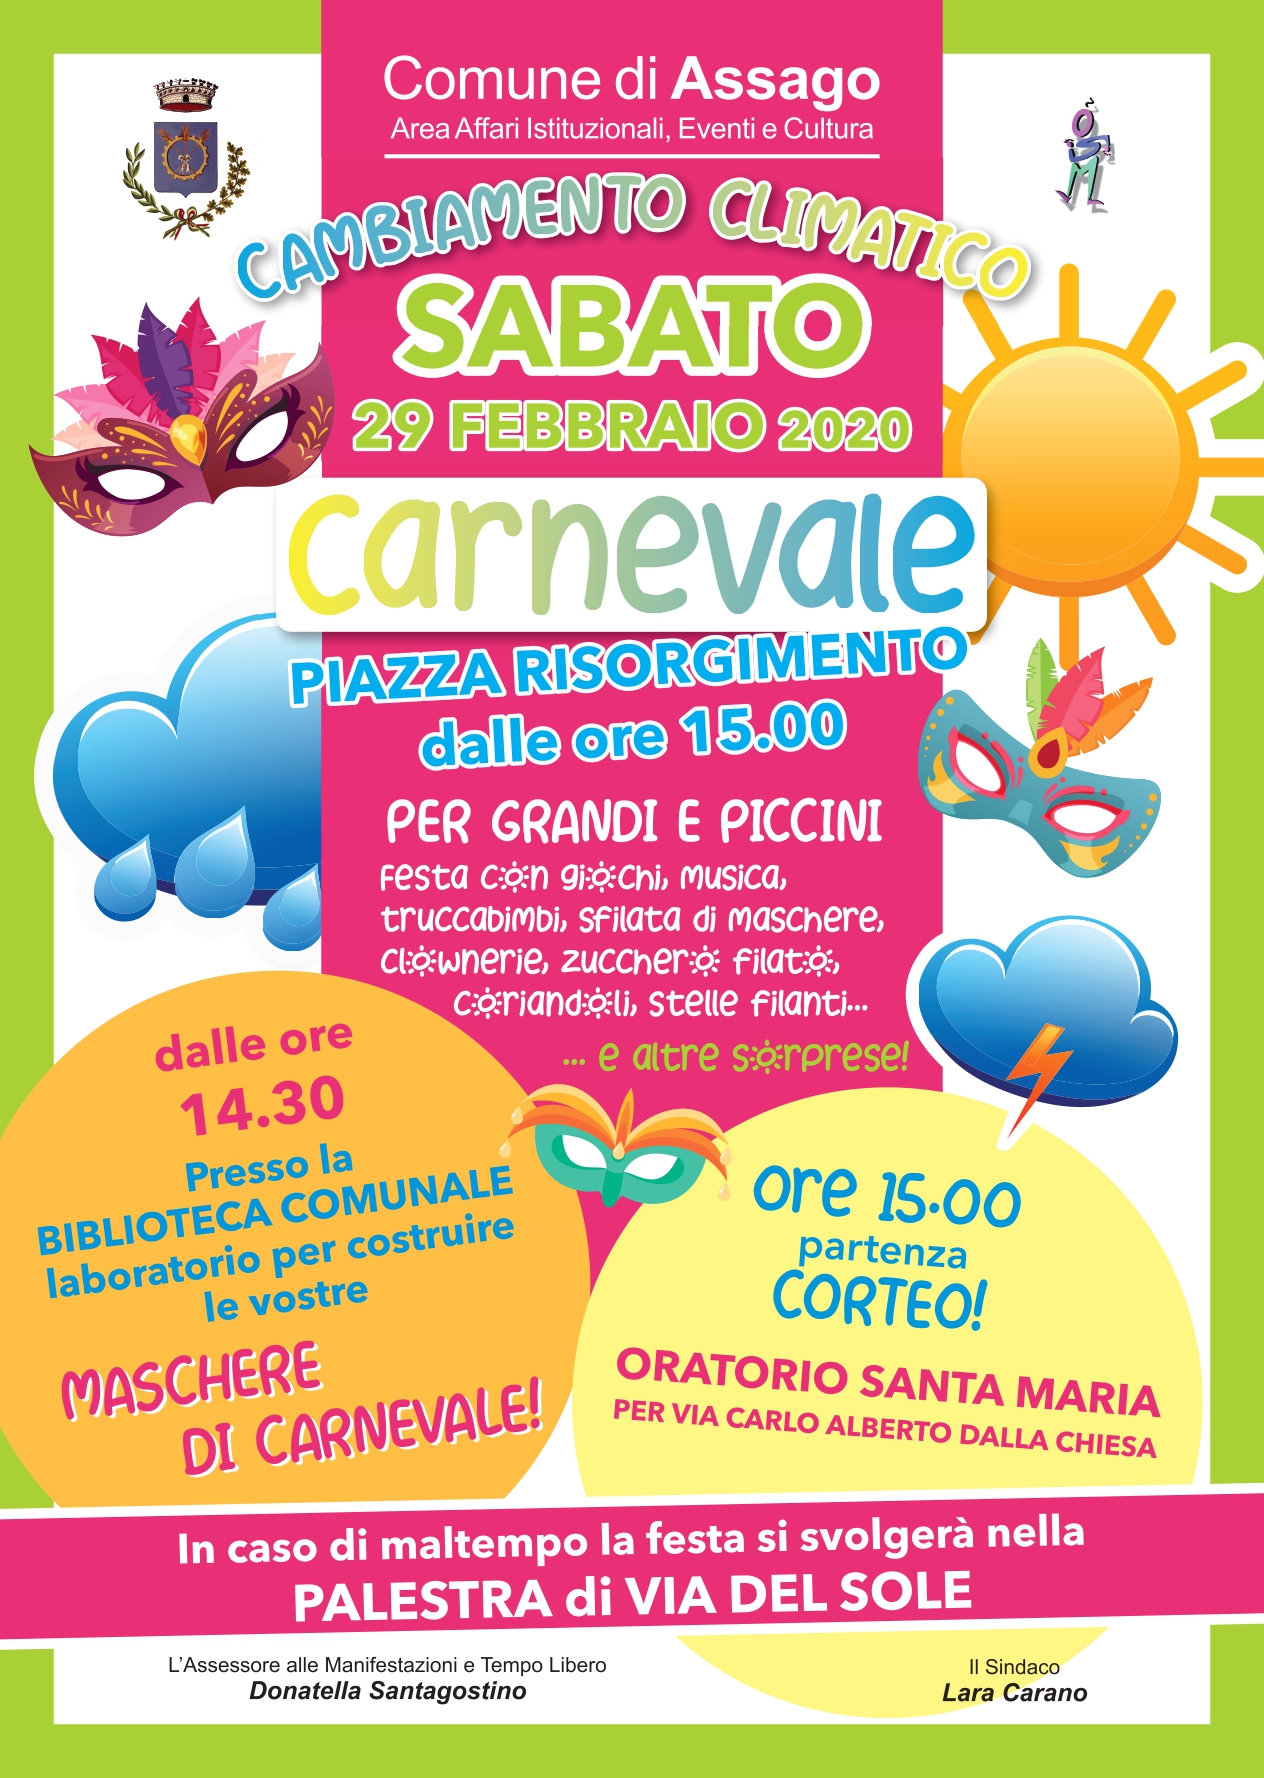 Comune di Assago
Area Affari Istituzionali, Eventi e Cultura
CAMBIAMENTO CLIMATICO
SABATO
29 FEBBRAIO 2020
carnevale
PIAZZA RISORGIMENTO
dalle ore 15.00
PER GRANDI E PICCINI
festa con giochi, musica,
truccabimbi, sfilata di maschere,
clownerie, zucchero filato,
coriandoli, stelle filanti...
... e altre sorprese!
dalle ore
14.30
Presso la
BIBLIOTECA COMUNALE
laboratorio per costruire
le vostre
MASCHERE
DI CARNEVALE!
ore 15.00
partenza
CORTEO!
ORATORIO SANTA MARIA
PER VIA CARLO ALBERTO DALLA CHIESA
In caso di maltempo la festa si svolgerà nella
PALESTRA di VIA DEL SOLE
L'Assessore alle Manifestazioni e Tempo Libero
Donatella Santagostino
Il Sindaco
Lara Carano